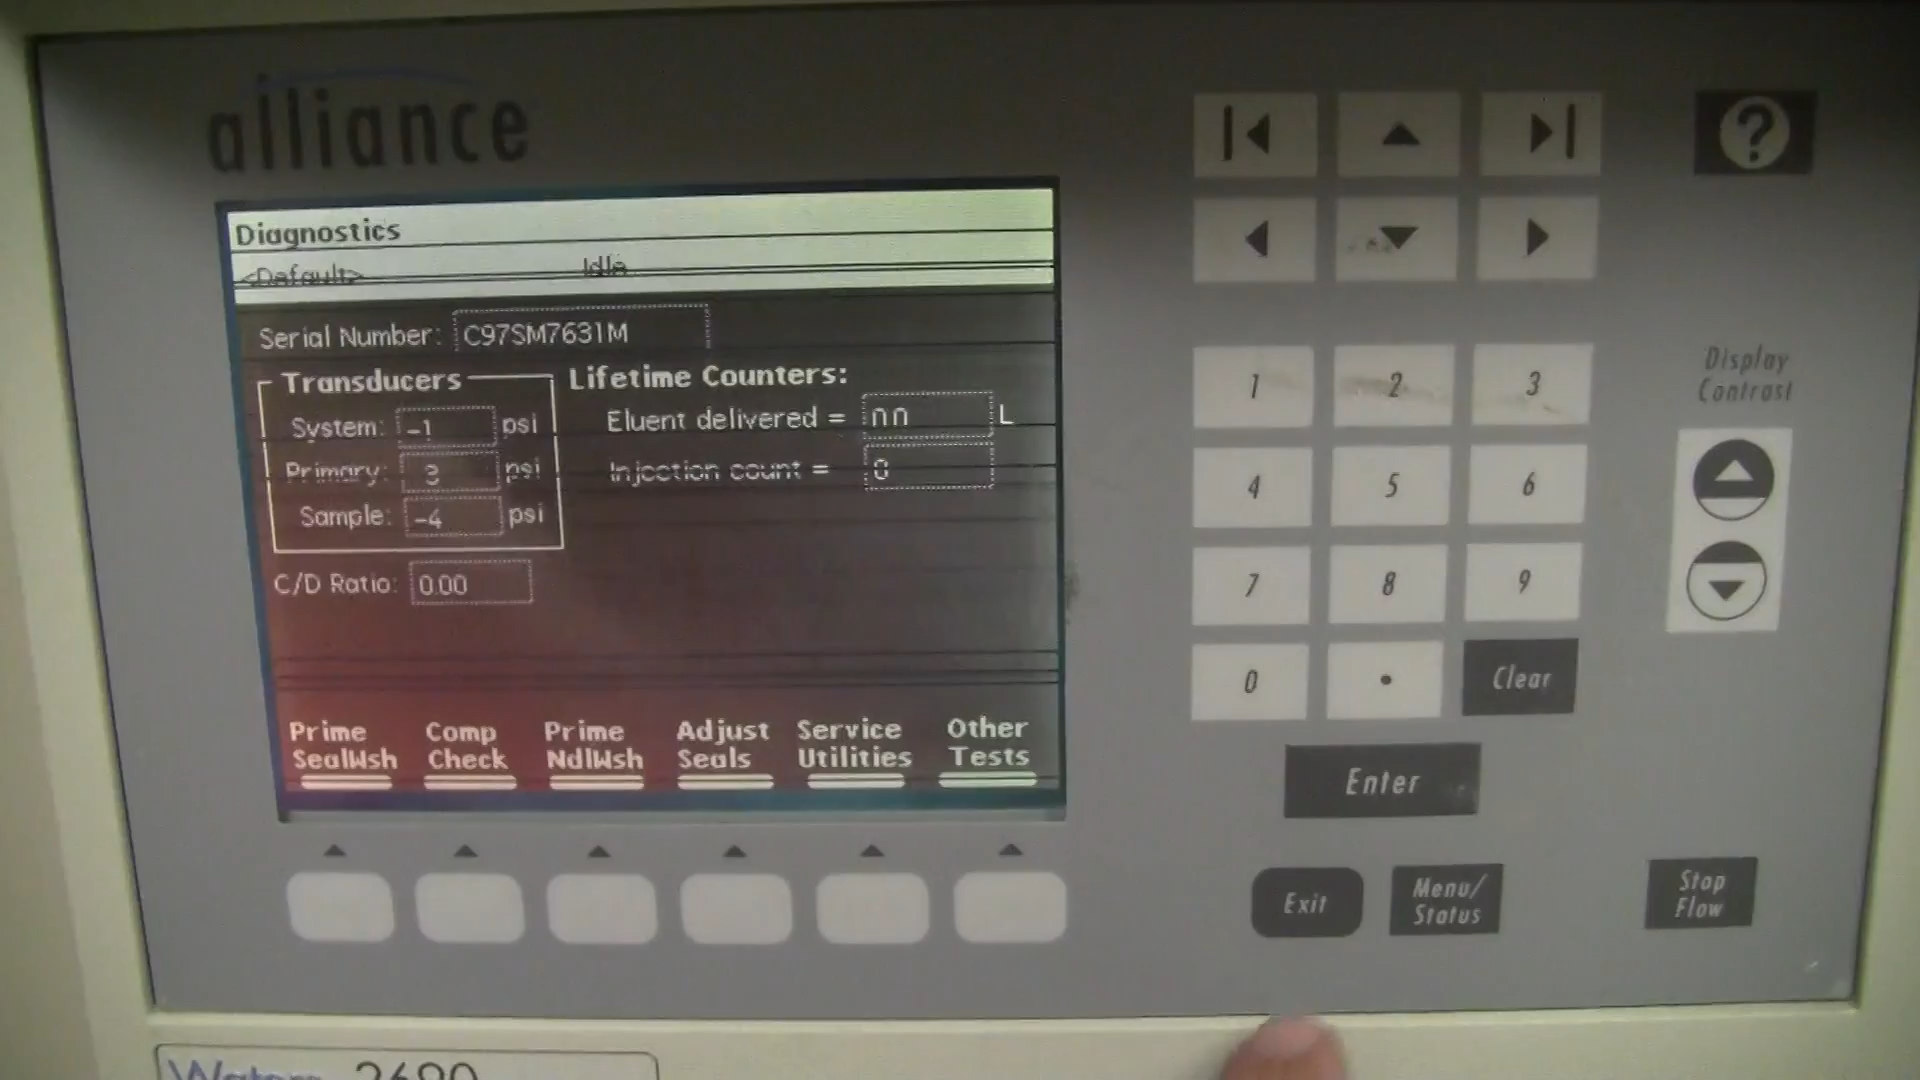 alliance
Diagnostics
<Default> Idle
Serial Number: C97SM7631M
Transducers Lifetime Counters:
System: -1 psi Eluent delivered = L
Primary: psi Injection count = 0
Sample: -4 psi
C/D Ratio: 0.00
Prime SealWsh
Comp Check
Prime NdlWsh
Adjust Seals
Service Utilities
Other Tests
?
Display
Contrast
1 2 3
4 5 6
7 8 9
0 . Clear
Enter
Exit
Menu/
Status
Stop
Flow
Waters 2690